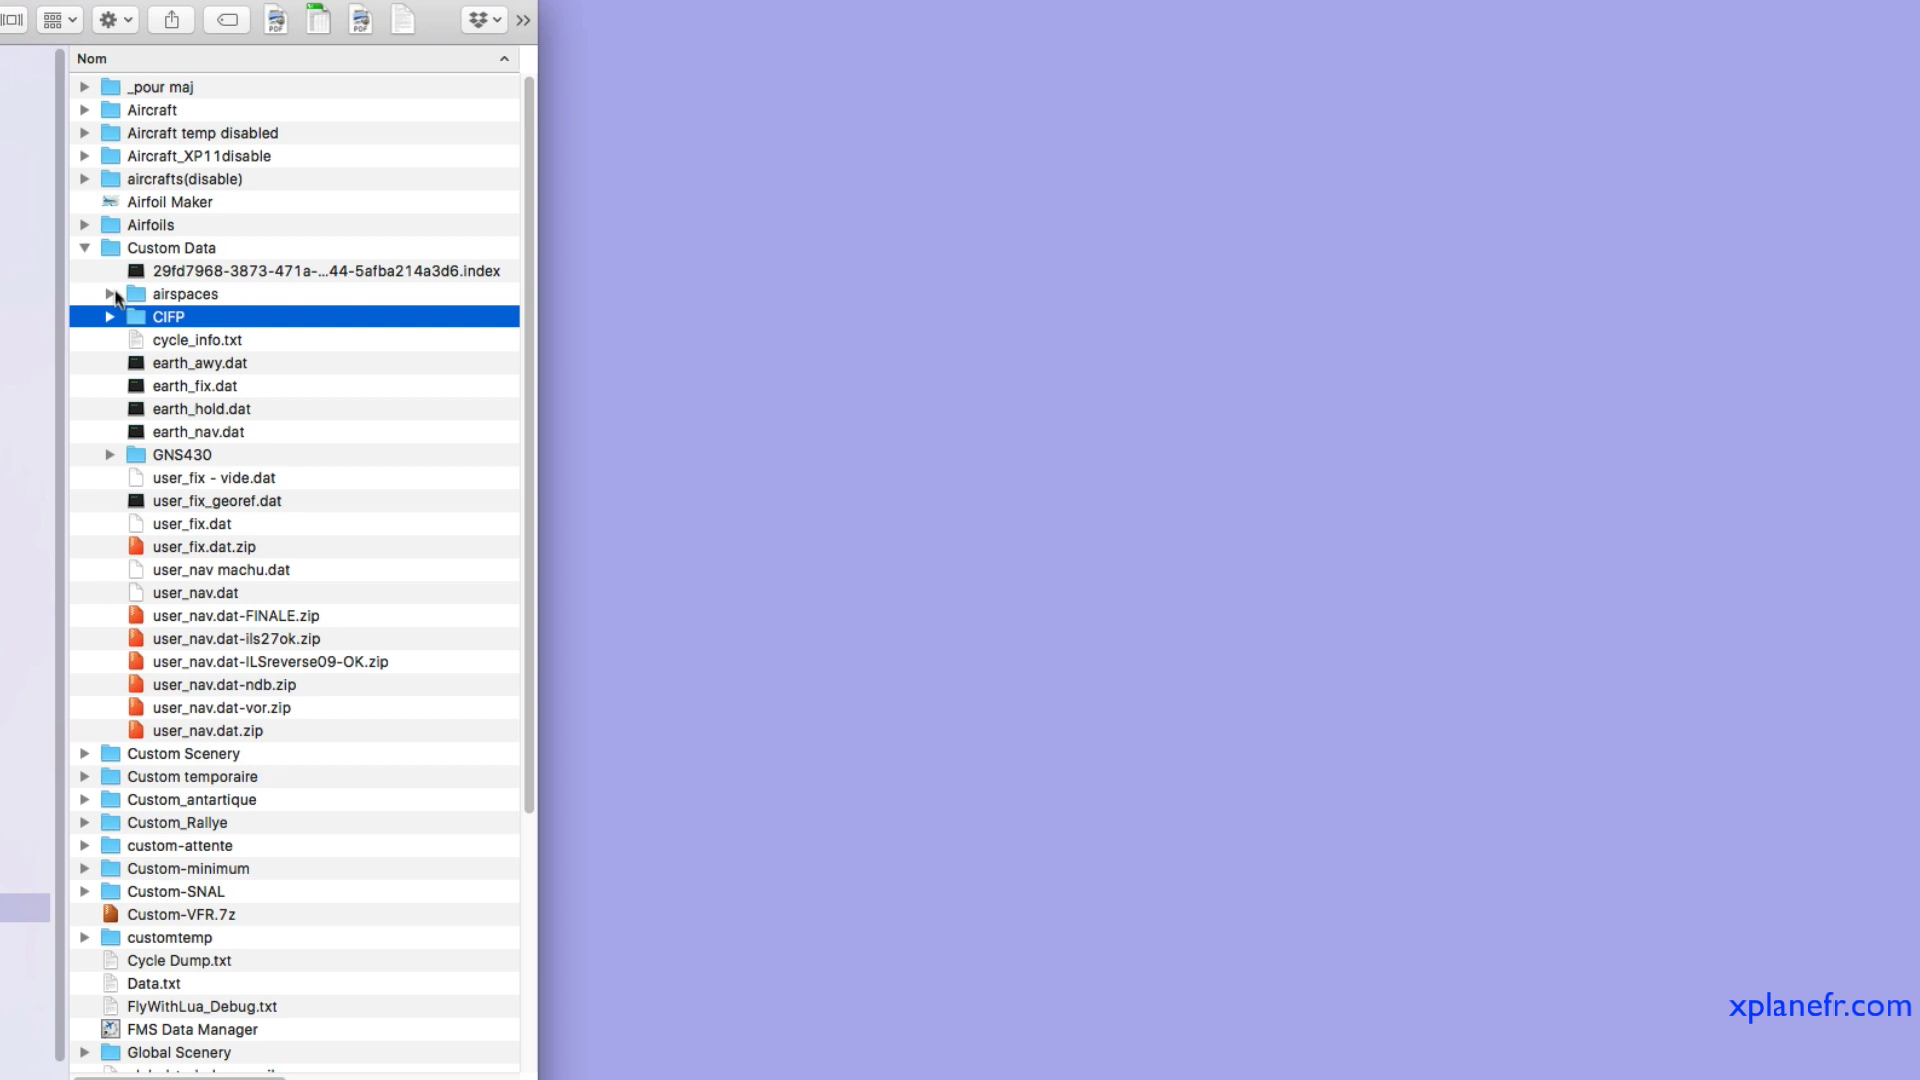 PDF
PDF
Nom
_pour maj
Aircraft
Aircraft temp disabled
Aircraft_XP11disable
aircrafts(disable)
Airfoil Maker
Airfoils
Custom Data
29fd7968-3873-471a-...44-5afba214a3d6.index
airspaces
CIFP
cycle_info.txt
earth_awy.dat
earth_fix.dat
earth_hold.dat
earth_nav.dat
GNS430
user_fix - vide.dat
user_fix_georef.dat
user_fix.dat
user_fix.dat.zip
user_nav machu.dat
user_nav.dat
user_nav.dat-FINALE.zip
user_nav.dat-ils27ok.zip
user_nav.dat-ILSreverse09-OK.zip
user_nav.dat-ndb.zip
user_nav.dat-vor.zip
user_nav.dat.zip
Custom Scenery
Custom temporaire
Custom_antartique
Custom_Rallye
custom-attente
Custom-minimum
Custom-SNAL
Custom-VFR.7z
customtemp
Cycle Dump.txt
Data.txt
FlyWithLua_Debug.txt
FMS Data Manager
Global Scenery
xplanefr.com